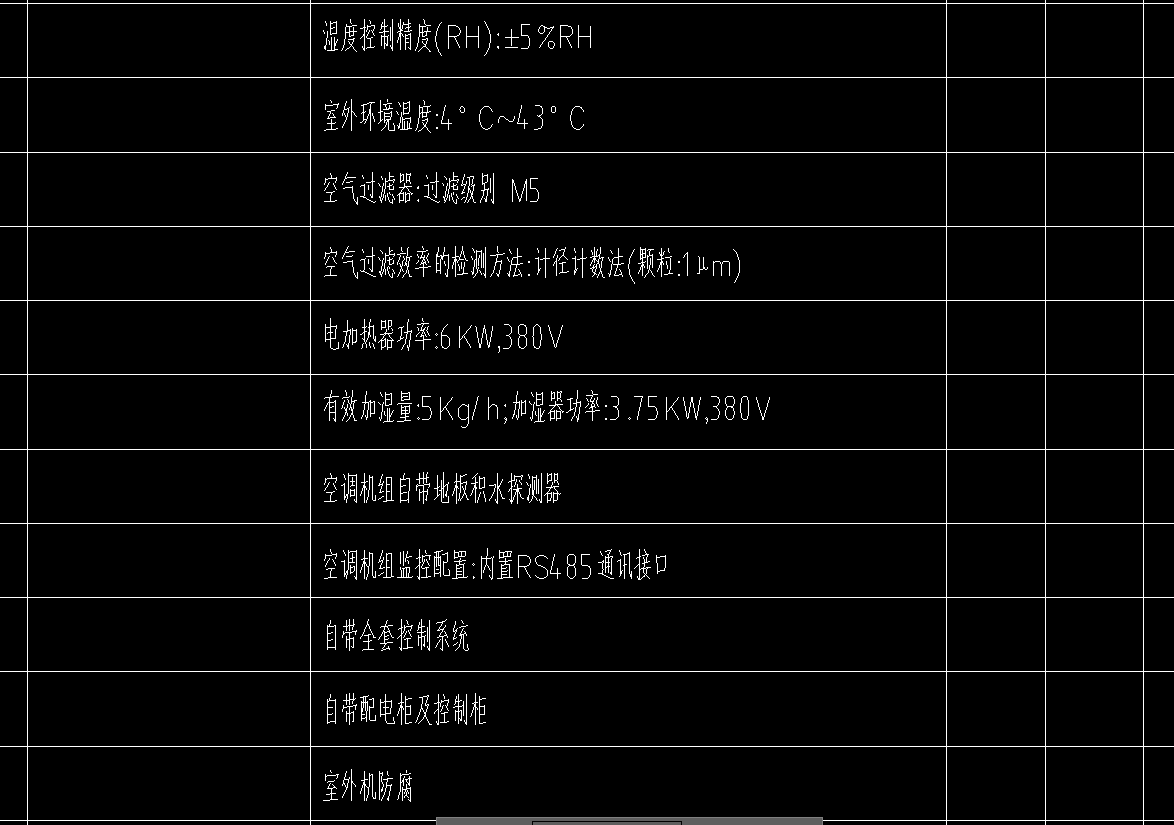 湿度控制精度(RH):±5%RH
室外环境温度:4°C~43°C
空气过滤器:过滤级别 M5
空气过滤效率的检测方法:计径计数法(颗粒:1μm)
电加热器功率:6KW,380V
有效加湿量:5Kg/h;加湿器功率:3.75KW,380V
空调机组自带地板积水探测器
空调机组监控配置:内置RS485通讯接口
自带全套控制系统
自带配电柜及控制柜
室外机防腐